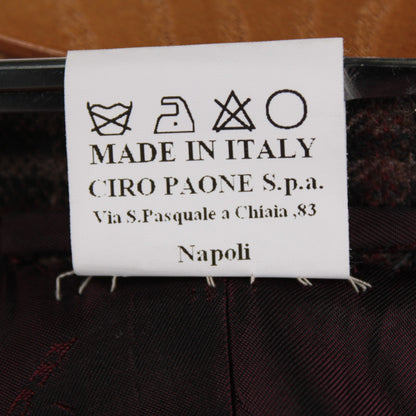 MADE IN ITALY
CIRO PAONE S.p.a.
Via S.Pasquale a Chiaia ,83
Napoli